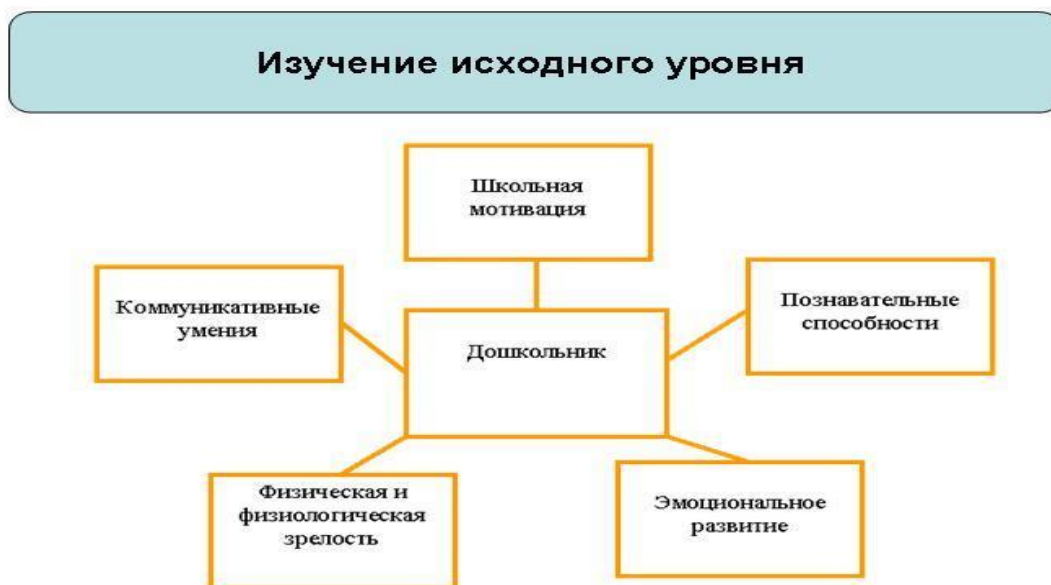 Изучение исходного уровня
Школьная
мотивация
Коммуникативные
умения
Познавательные
способности
Дошкольник
Физическая и
физиологическая
зрелость
Эмоциональное
развитие